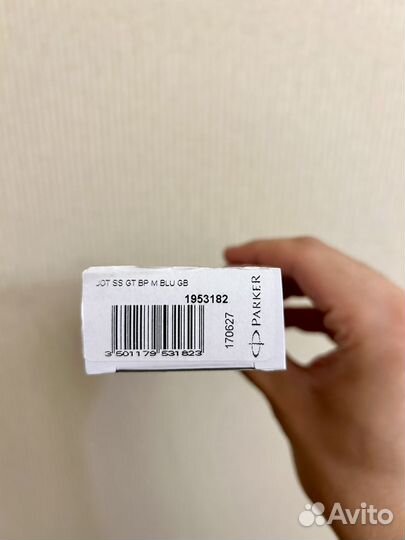 JOT SS GT BP M BLU GB
1953182
3 501179 531823
170627
PARKER
Avito